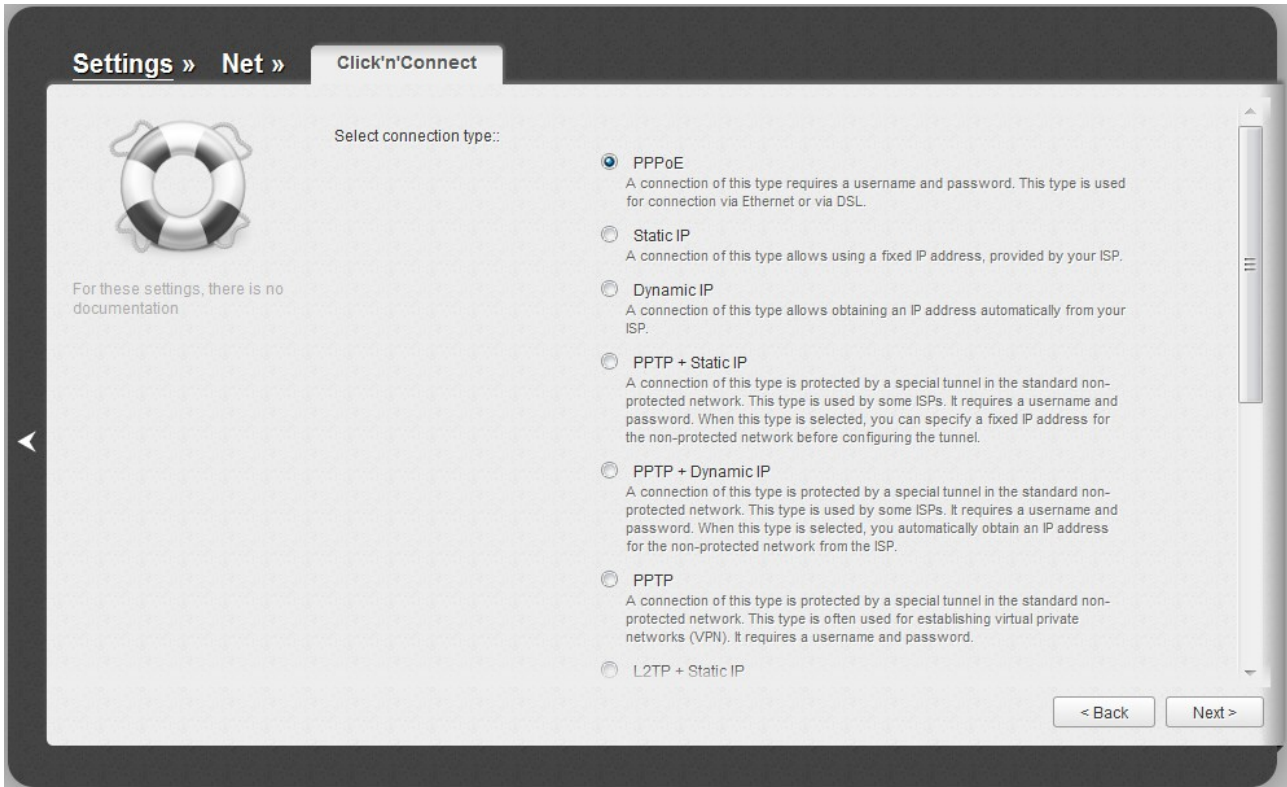 Settings » Net » Click'n'Connect
Select connection type::
PPPoE
A connection of this type requires a username and password. This type is used
for connection via Ethernet or via DSL.
Static IP
A connection of this type allows using a fixed IP address, provided by your ISP.
For these settings, there is no
documentation
Dynamic IP
A connection of this type allows obtaining an IP address automatically from your
ISP.
PPTP + Static IP
A connection of this type is protected by a special tunnel in the standard non-
protected network. This type is used by some ISPs. It requires a username and
password. When this type is selected, you can specify a fixed IP address for
the non-protected network before configuring the tunnel.
PPTP + Dynamic IP
A connection of this type is protected by a special tunnel in the standard non-
protected network. This type is used by some ISPs. It requires a username and
password. When this type is selected, you automatically obtain an IP address
for the non-protected network from the ISP.
PPTP
A connection of this type is protected by a special tunnel in the standard non-
protected network. This type is often used for establishing virtual private
networks (VPN). It requires a username and password.
L2TP + Static IP
< Back Next >